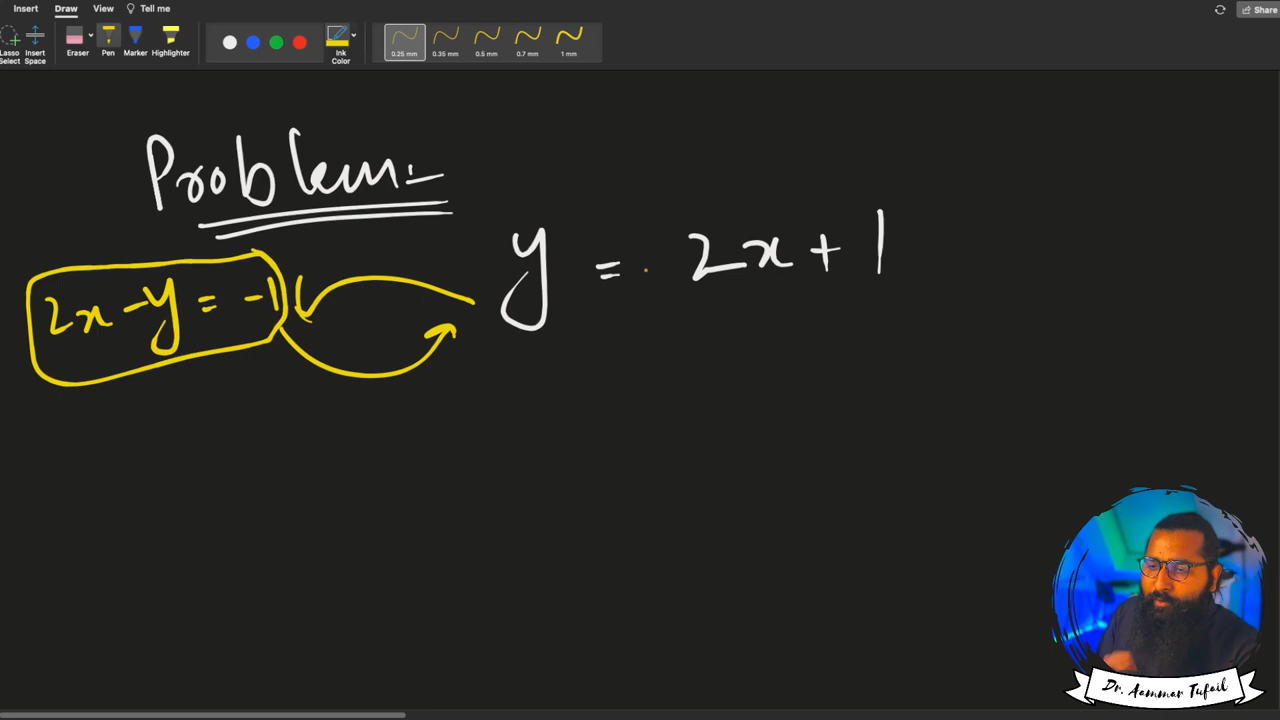 Insert Draw View Tell me Share
Lasso Select
Insert Space
Eraser
Pen
Marker
Highlighter
Ink Color
0.25 mm
0.35 mm
0.5 mm
0.7 mm
1 mm
Problem:-
y = 2x + 1
2x - y = -1
Dr. Aammar Tufail